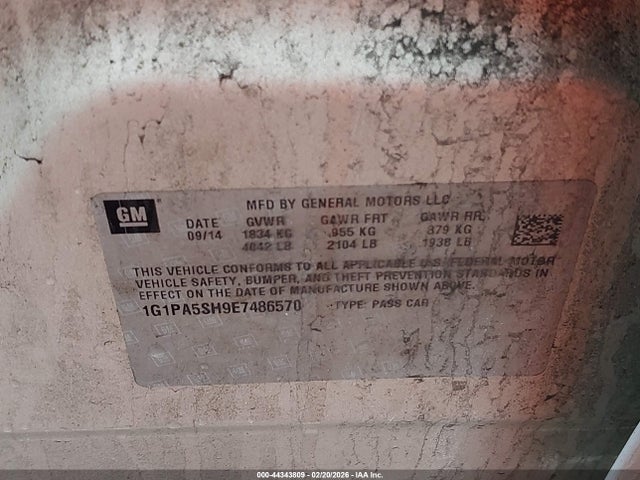 GM
MFD BY GENERAL MOTORS LLC
DATE GVWR GAWR FRT GAWR RR
09/14 1834 KG 955 KG 879 KG
4042 LB 2104 LB 1938 LB
THIS VEHICLE CONFORMS TO ALL APPLICABLE U.S. FEDERAL MOTOR
VEHICLE SAFETY, BUMPER, AND THEFT PREVENTION STANDARDS IN
EFFECT ON THE DATE OF MANUFACTURE SHOWN ABOVE.
1G1PA5SH9E7486570 TYPE: PASS CAR
000-44343809 - 02/20/2026 - IAA Inc.